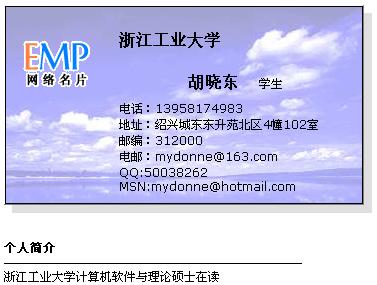 浙江工业大学
EMP
网络名片
胡晓东 学生
电话：13958174983
地址：绍兴城东东升苑北区4幢102室
邮编：312000
电邮：mydonne@163.com
QQ:50038262
MSN:mydonne@hotmail.com
个人简介
浙江工业大学计算机软件与理论硕士在读